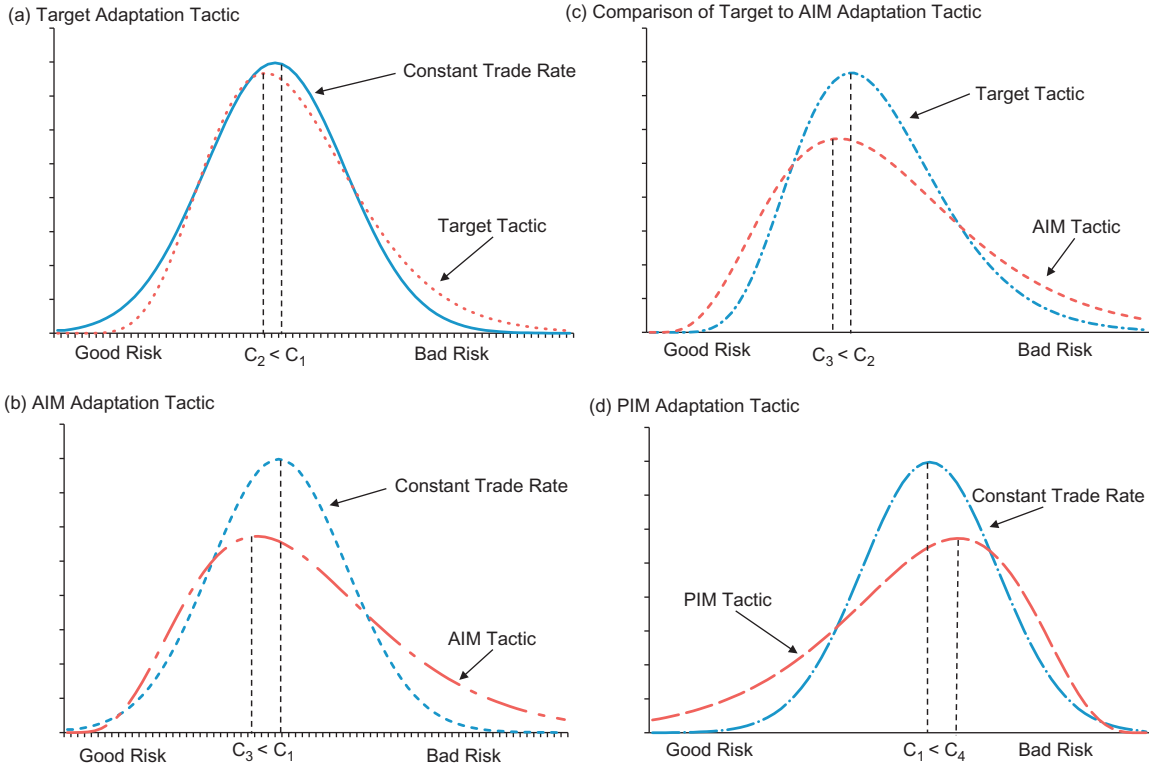 (a) Target Adaptation Tactic
Constant Trade Rate
Target Tactic
Good Risk
C₂ < C₁
Bad Risk
(b) AIM Adaptation Tactic
Constant Trade Rate
AIM Tactic
Good Risk
C₃ < C₁
Bad Risk
(c) Comparison of Target to AIM Adaptation Tactic
Target Tactic
AIM Tactic
Good Risk
C₃ < C₂
Bad Risk
(d) PIM Adaptation Tactic
Constant Trade Rate
PIM Tactic
Good Risk
C₁ < C₄
Bad Risk